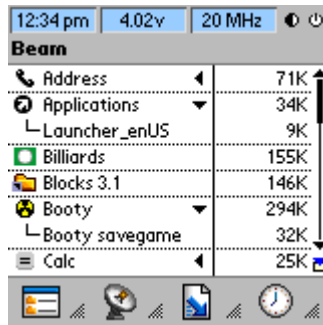 12:34 pm 4.02v 20 MHz
Beam
Address 71K
Applications 34K
Launcher_enUS 9K
Billiards 155K
Blocks 3.1 146K
Booty 294K
Booty savegame 32K
Calc 25K